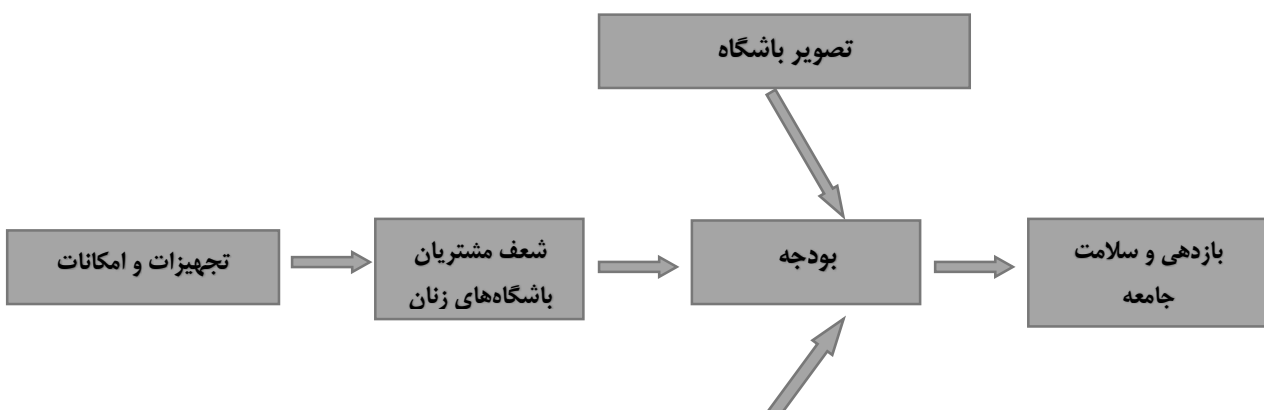 تصویر باشگاه
تجهیزات و امکانات
شعف مشتریان
باشگاه‌های زنان
بودجه
بازدهی و سلامت
جامعه